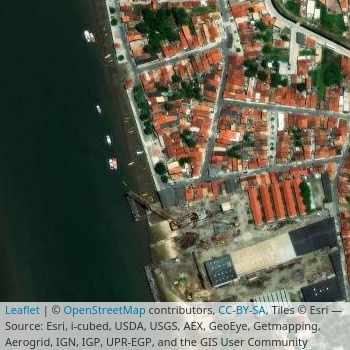 Leaflet | © OpenStreetMap contributors, CC-BY-SA, Tiles © Esri —
Source: Esri, i-cubed, USDA, USGS, AEX, GeoEye, Getmapping,
Aerogrid, IGN, IGP, UPR-EGP, and the GIS User Community